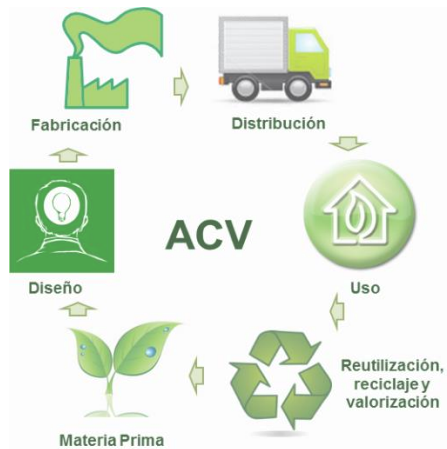 Fabricación
Distribución
ACV
Diseño
Uso
Reutilización,
reciclaje y
valorización
Materia Prima